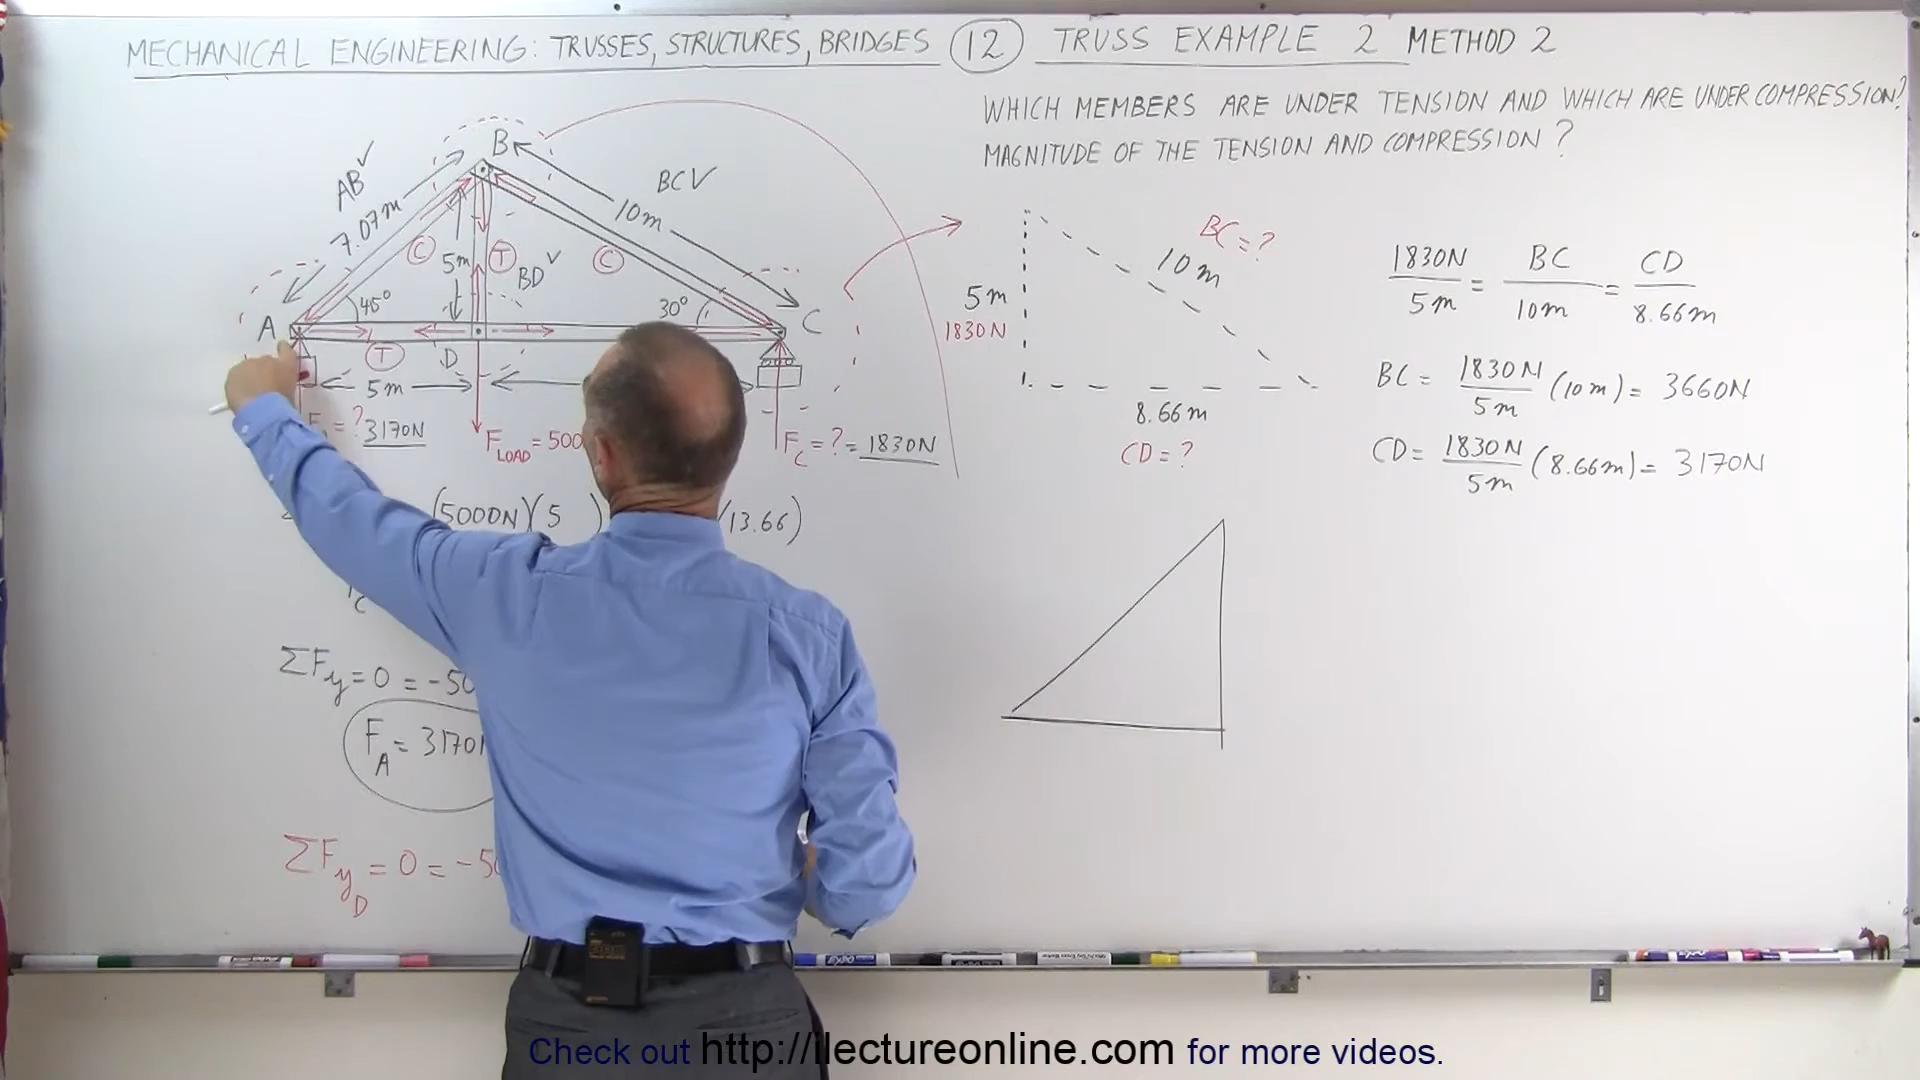 MECHANICAL ENGINEERING: TRUSSES, STRUCTURES, BRIDGES 12 TRUSS EXAMPLE 2 METHOD 2
WHICH MEMBERS ARE UNDER TENSION AND WHICH ARE UNDER COMPRESSION?
MAGNITUDE OF THE TENSION AND COMPRESSION?
B
AB✓
7.07m
BC✓
10m
C
5m
T
BD✓
C
45°
30°
A
C
T
D
5m
= ? 3170N
F LOAD = 500
F C = ? = 1830N
(5000N)(5
(13.66)
ΣFy = 0 = -50
F A = 3170
ΣF y D = 0 = -50
BC = ?
10m
5m
1830N
8.66m
CD = ?
1830N/5m = BC/10m = CD/8.66m
BC = 1830N/5m (10m) = 3660N
CD = 1830N/5m (8.66m) = 3170N
Check out http://ilectureonline.com for more videos.